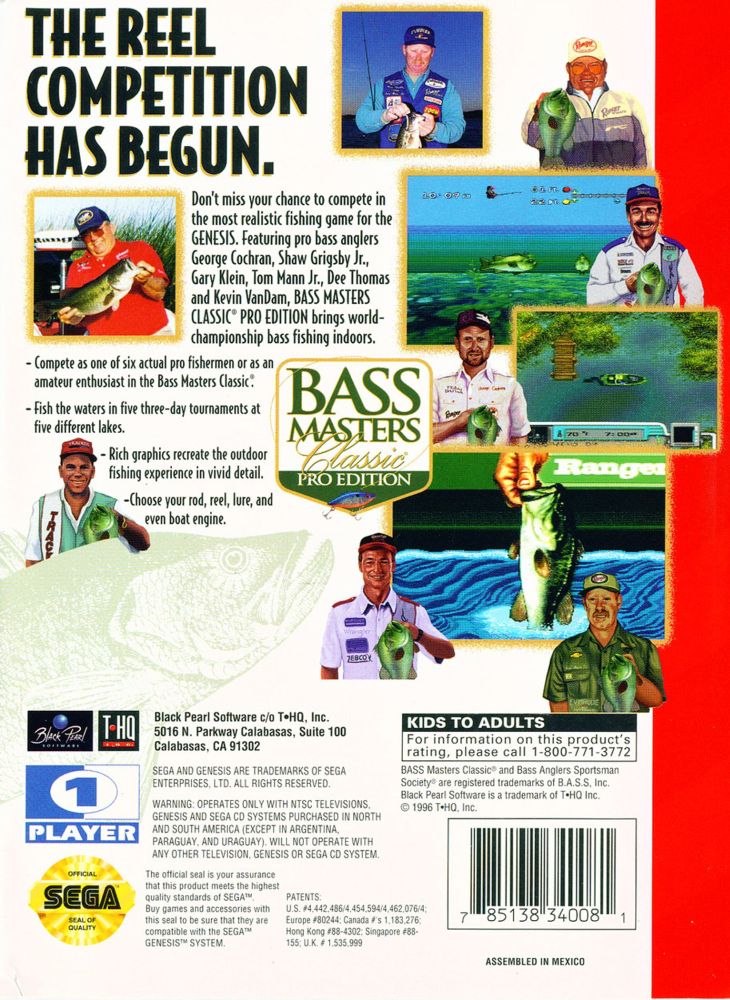 THE REEL
COMPETITION
HAS BEGUN.
Don't miss your chance to compete in
the most realistic fishing game for the
GENESIS. Featuring pro bass anglers
George Cochran, Shaw Grigsby Jr.,
Gary Klein, Tom Mann Jr., Dee Thomas
and Kevin VanDam, BASS MASTERS
CLASSIC® PRO EDITION brings world-
championship bass fishing indoors.
- Compete as one of six actual pro fishermen or as an
amateur enthusiast in the Bass Masters Classic®.
- Fish the waters in five three-day tournaments at
five different lakes.
- Rich graphics recreate the outdoor
fishing experience in vivid detail.
-Choose your rod, reel, lure, and
even boat engine.
BASS
MASTERS
Classic®
PRO EDITION
Ranger
Ranger
Ranger
ZEBCO
70°
Black Pearl
SOFTWARE
T•HQ
INC.
Black Pearl Software c/o T•HQ, Inc.
5016 N. Parkway Calabasas, Suite 100
Calabasas, CA 91302
SEGA AND GENESIS ARE TRADEMARKS OF SEGA
ENTERPRISES, LTD. ALL RIGHTS RESERVED.
WARNING: OPERATES ONLY WITH NTSC TELEVISIONS,
GENESIS AND SEGA CD SYSTEMS PURCHASED IN NORTH
AND SOUTH AMERICA (EXCEPT IN ARGENTINA,
PARAGUAY, AND URAGUAY). WILL NOT OPERATE WITH
ANY OTHER TELEVISION, GENESIS OR SEGA CD SYSTEM.
1
PLAYER
OFFICIAL
SEGA
SEAL OF
QUALITY
The official seal is your assurance
that this product meets the highest
quality standards of SEGA™.
Buy games and accessories with
this seal to be sure that they are
compatible with the SEGA™
GENESIS™ SYSTEM.
PATENTS:
U.S. #4,442,486/4,454,594/4,462,076/4;
Europe #80244; Canada #'s 1,183,276;
Hong Kong #88-4302; Singapore #88-
155; U.K. # 1,535,999
KIDS TO ADULTS
For information on this product's
rating, please call 1-800-771-3772
BASS Masters Classic® and Bass Anglers Sportsman
Society® are registered trademarks of B.A.S.S, Inc.
Black Pearl Software is a trademark of T•HQ Inc.
© 1996 T•HQ, Inc.
7 85138 34008 1
ASSEMBLED IN MEXICO